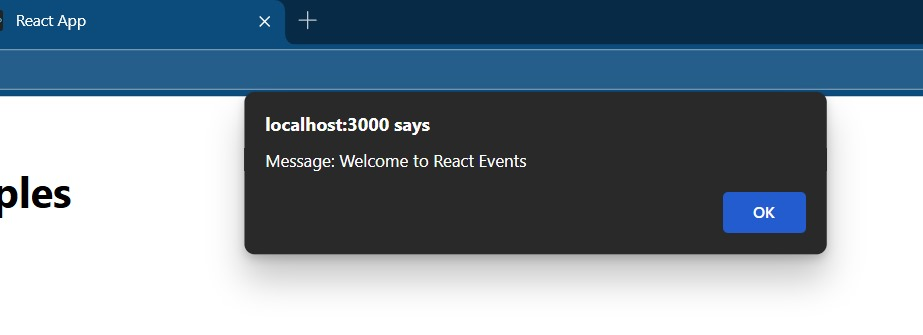 React App
localhost:3000 says
Message: Welcome to React Events
ples
OK